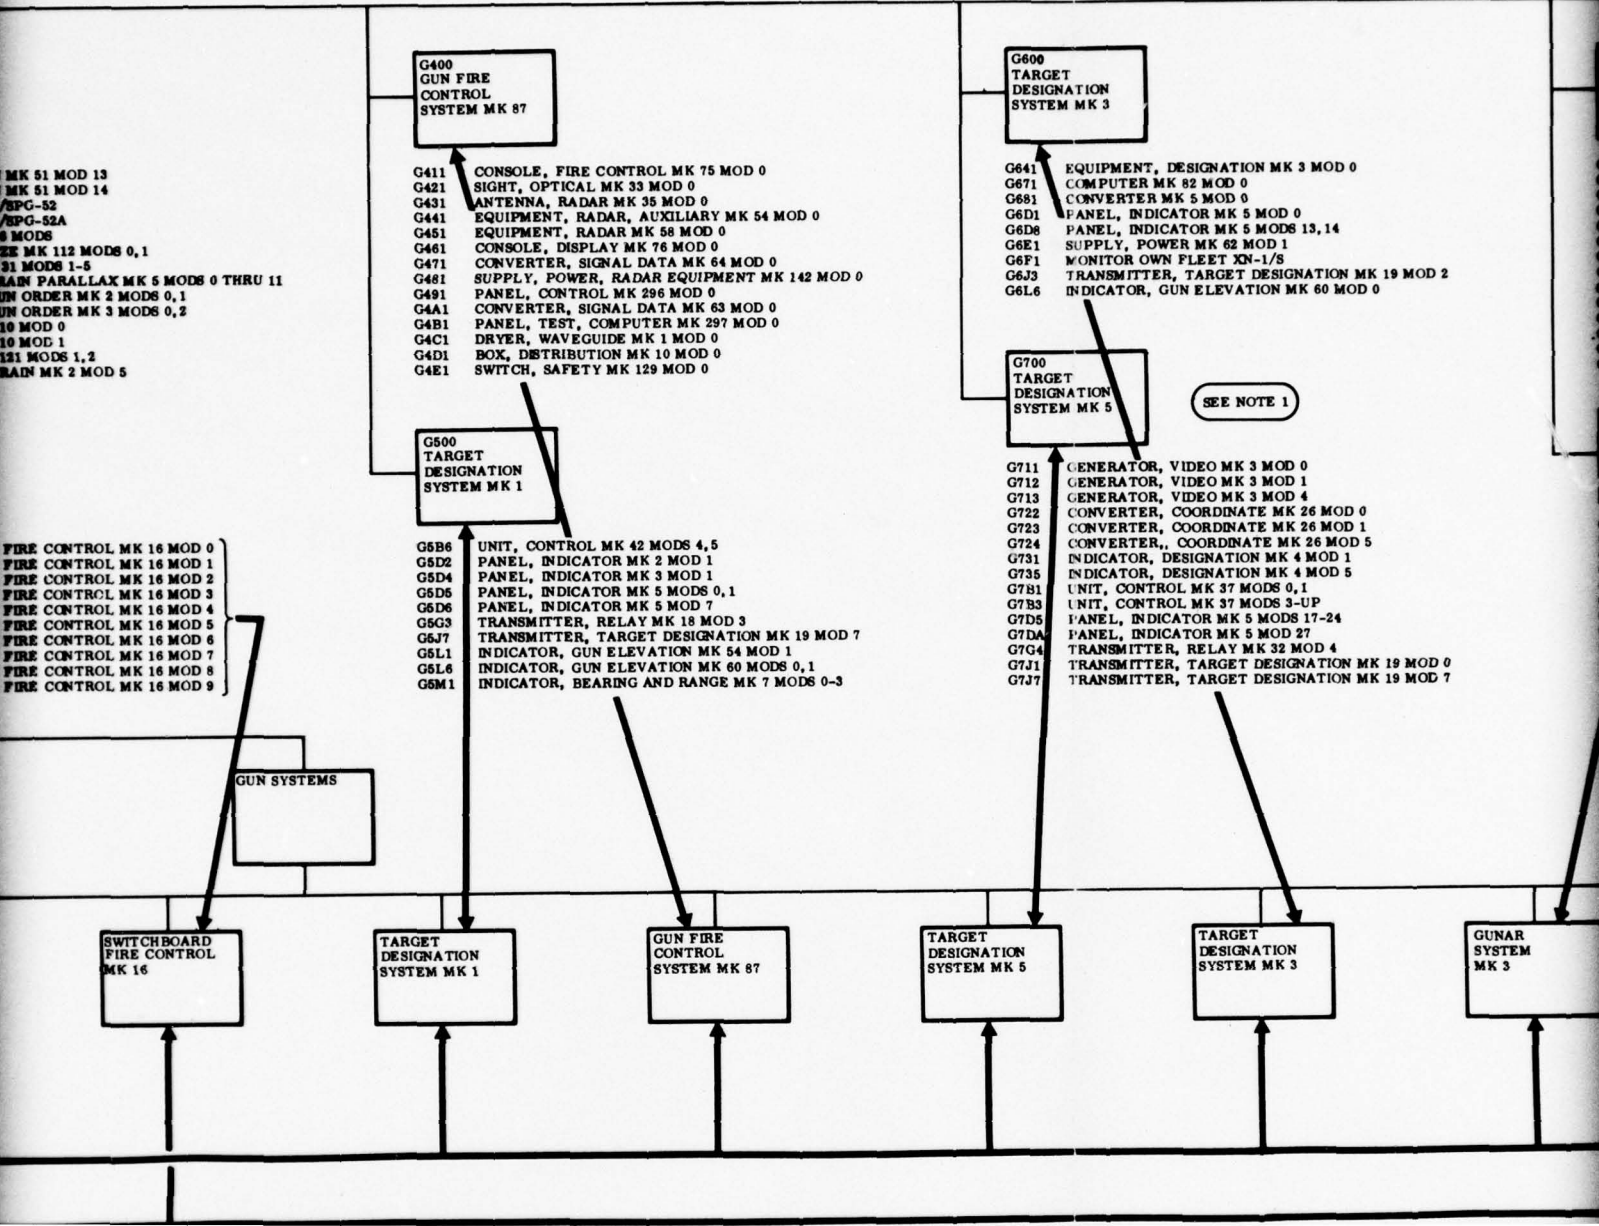 MK 51 MOD 13
MK 51 MOD 14
/SPG-52
/SPG-52A
MODS
MK 112 MODS 0,1
31 MODS 1-5
PARALLAX MK 5 MODS 0 THRU 11
ORDER MK 2 MODS 0,1
ORDER MK 3 MODS 0,2
10 MOD 0
10 MOD 1
121 MODS 1,2
MK 2 MOD 5
FIRE CONTROL MK 16 MOD 0
FIRE CONTROL MK 16 MOD 1
FIRE CONTROL MK 16 MOD 2
FIRE CONTROL MK 16 MOD 3
FIRE CONTROL MK 16 MOD 4
FIRE CONTROL MK 16 MOD 5
FIRE CONTROL MK 16 MOD 6
FIRE CONTROL MK 16 MOD 7
FIRE CONTROL MK 16 MOD 8
FIRE CONTROL MK 16 MOD 9
G400
GUN FIRE
CONTROL
SYSTEM MK 87
G411 CONSOLE, FIRE CONTROL MK 75 MOD 0
G421 SIGHT, OPTICAL MK 33 MOD 0
G431 ANTENNA, RADAR MK 35 MOD 0
G441 EQUIPMENT, RADAR, AUXILIARY MK 54 MOD 0
G451 EQUIPMENT, RADAR MK 58 MOD 0
G461 CONSOLE, DISPLAY MK 76 MOD 0
G471 CONVERTER, SIGNAL DATA MK 64 MOD 0
G481 SUPPLY, POWER, RADAR EQUIPMENT MK 142 MOD 0
G491 PANEL, CONTROL MK 296 MOD 0
G4A1 CONVERTER, SIGNAL DATA MK 63 MOD 0
G4B1 PANEL, TEST, COMPUTER MK 297 MOD 0
G4C1 DRYER, WAVEGUIDE MK 1 MOD 0
G4D1 BOX, DISTRIBUTION MK 10 MOD 0
G4E1 SWITCH, SAFETY MK 129 MOD 0
G500
TARGET
DESIGNATION
SYSTEM MK 1
G5B6 UNIT, CONTROL MK 42 MODS 4,5
G5D2 PANEL, INDICATOR MK 2 MOD 1
G5D4 PANEL, INDICATOR MK 3 MOD 1
G5D5 PANEL, INDICATOR MK 5 MODS 0,1
G5D6 PANEL, INDICATOR MK 5 MOD 7
G5G3 TRANSMITTER, RELAY MK 18 MOD 3
G5J7 TRANSMITTER, TARGET DESIGNATION MK 19 MOD 7
G5L1 INDICATOR, GUN ELEVATION MK 54 MOD 1
G5L6 INDICATOR, GUN ELEVATION MK 60 MODS 0,1
G5M1 INDICATOR, BEARING AND RANGE MK 7 MODS 0-3
G600
TARGET
DESIGNATION
SYSTEM MK 3
G641 EQUIPMENT, DESIGNATION MK 3 MOD 0
G671 COMPUTER MK 82 MOD 0
G681 CONVERTER MK 5 MOD 0
G6D1 PANEL, INDICATOR MK 5 MOD 0
G6D8 PANEL, INDICATOR MK 5 MODS 13,14
G6E1 SUPPLY, POWER MK 62 MOD 1
G6F1 MONITOR OWN FLEET XN-1/S
G6J3 TRANSMITTER, TARGET DESIGNATION MK 19 MOD 2
G6L6 INDICATOR, GUN ELEVATION MK 60 MOD 0
G700
TARGET
DESIGNATION
SYSTEM MK 5
SEE NOTE 1
G711 GENERATOR, VIDEO MK 3 MOD 0
G712 GENERATOR, VIDEO MK 3 MOD 1
G713 GENERATOR, VIDEO MK 3 MOD 4
G722 CONVERTER, COORDINATE MK 26 MOD 0
G723 CONVERTER, COORDINATE MK 26 MOD 1
G724 CONVERTER,, COORDINATE MK 26 MOD 5
G731 INDICATOR, DESIGNATION MK 4 MOD 1
G735 INDICATOR, DESIGNATION MK 4 MOD 5
G7B1 UNIT, CONTROL MK 37 MODS 0,1
G7B3 UNIT, CONTROL MK 37 MODS 3-UP
G7D5 PANEL, INDICATOR MK 5 MODS 17-24
G7DA PANEL, INDICATOR MK 5 MOD 27
G7G4 TRANSMITTER, RELAY MK 32 MOD 4
G7J1 TRANSMITTER, TARGET DESIGNATION MK 19 MOD 0
G7J7 TRANSMITTER, TARGET DESIGNATION MK 19 MOD 7
GUN SYSTEMS
SWITCHBOARD
FIRE CONTROL
MK 16
TARGET
DESIGNATION
SYSTEM MK 1
GUN FIRE
CONTROL
SYSTEM MK 87
TARGET
DESIGNATION
SYSTEM MK 5
TARGET
DESIGNATION
SYSTEM MK 3
GUNAR
SYSTEM
MK 3